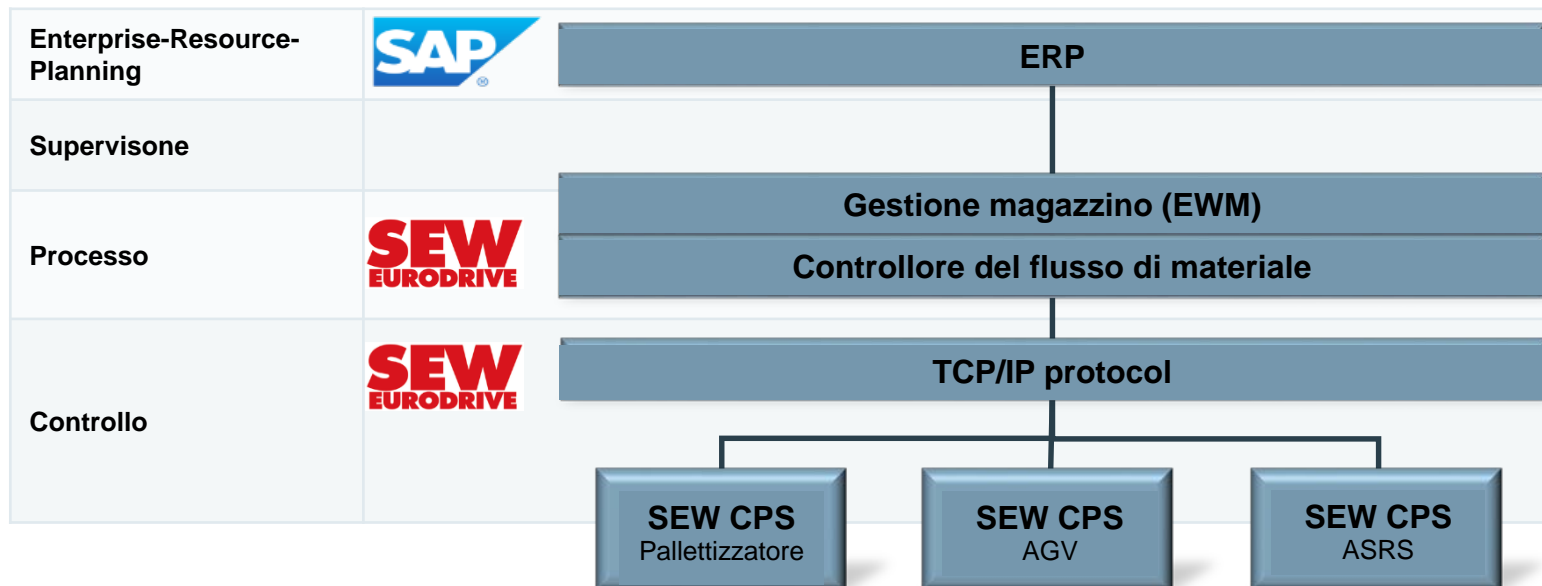 Enterprise-Resource-
Planning
SAP
®
ERP
Supervisone
Gestione magazzino (EWM)
Processo
SEW
EURODRIVE
Controllore del flusso di materiale
SEW
EURODRIVE
TCP/IP protocol
Controllo
SEW CPS
Pallettizzatore
SEW CPS
AGV
SEW CPS
ASRS